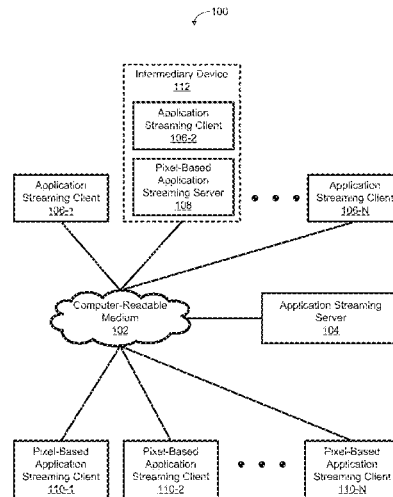 100
Intermediary Device
112
Application
Streaming Client
106-2
Pixel-Based
Application
Streaming Server
108
Application
Streaming Client
106-1
Application
Streaming Client
106-N
Computer-Readable
Medium
102
Application Streaming
Server
104
Pixel-Based
Application
Streaming Client
110-1
Pixel-Based
Application
Streaming Client
110-2
Pixel-Based
Application
Streaming Client
110-N